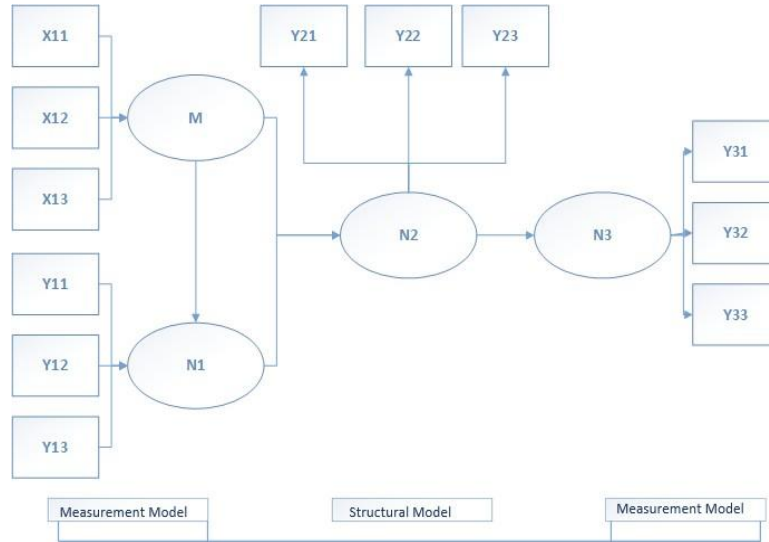 X11
X12
X13
M
Y21
Y22
Y23
Y31
Y32
Y33
N2
N3
Y11
Y12
Y13
N1
Measurement Model
Structural Model
Measurement Model